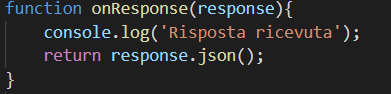 function onResponse(response){
    console.log('Risposta ricevuta');
    return response.json();
}